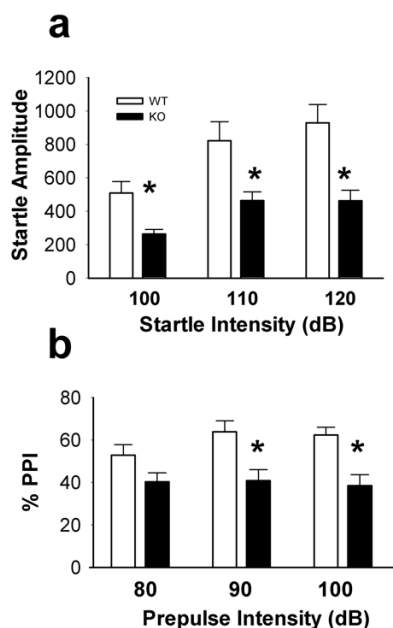 a
1200
1000
800
600
400
200
0
Startle Amplitude
WT
KO
*
*
*
100 110 120
Startle Intensity (dB)
b
80
60
40
20
0
% PPI
*
*
80 90 100
Prepulse Intensity (dB)